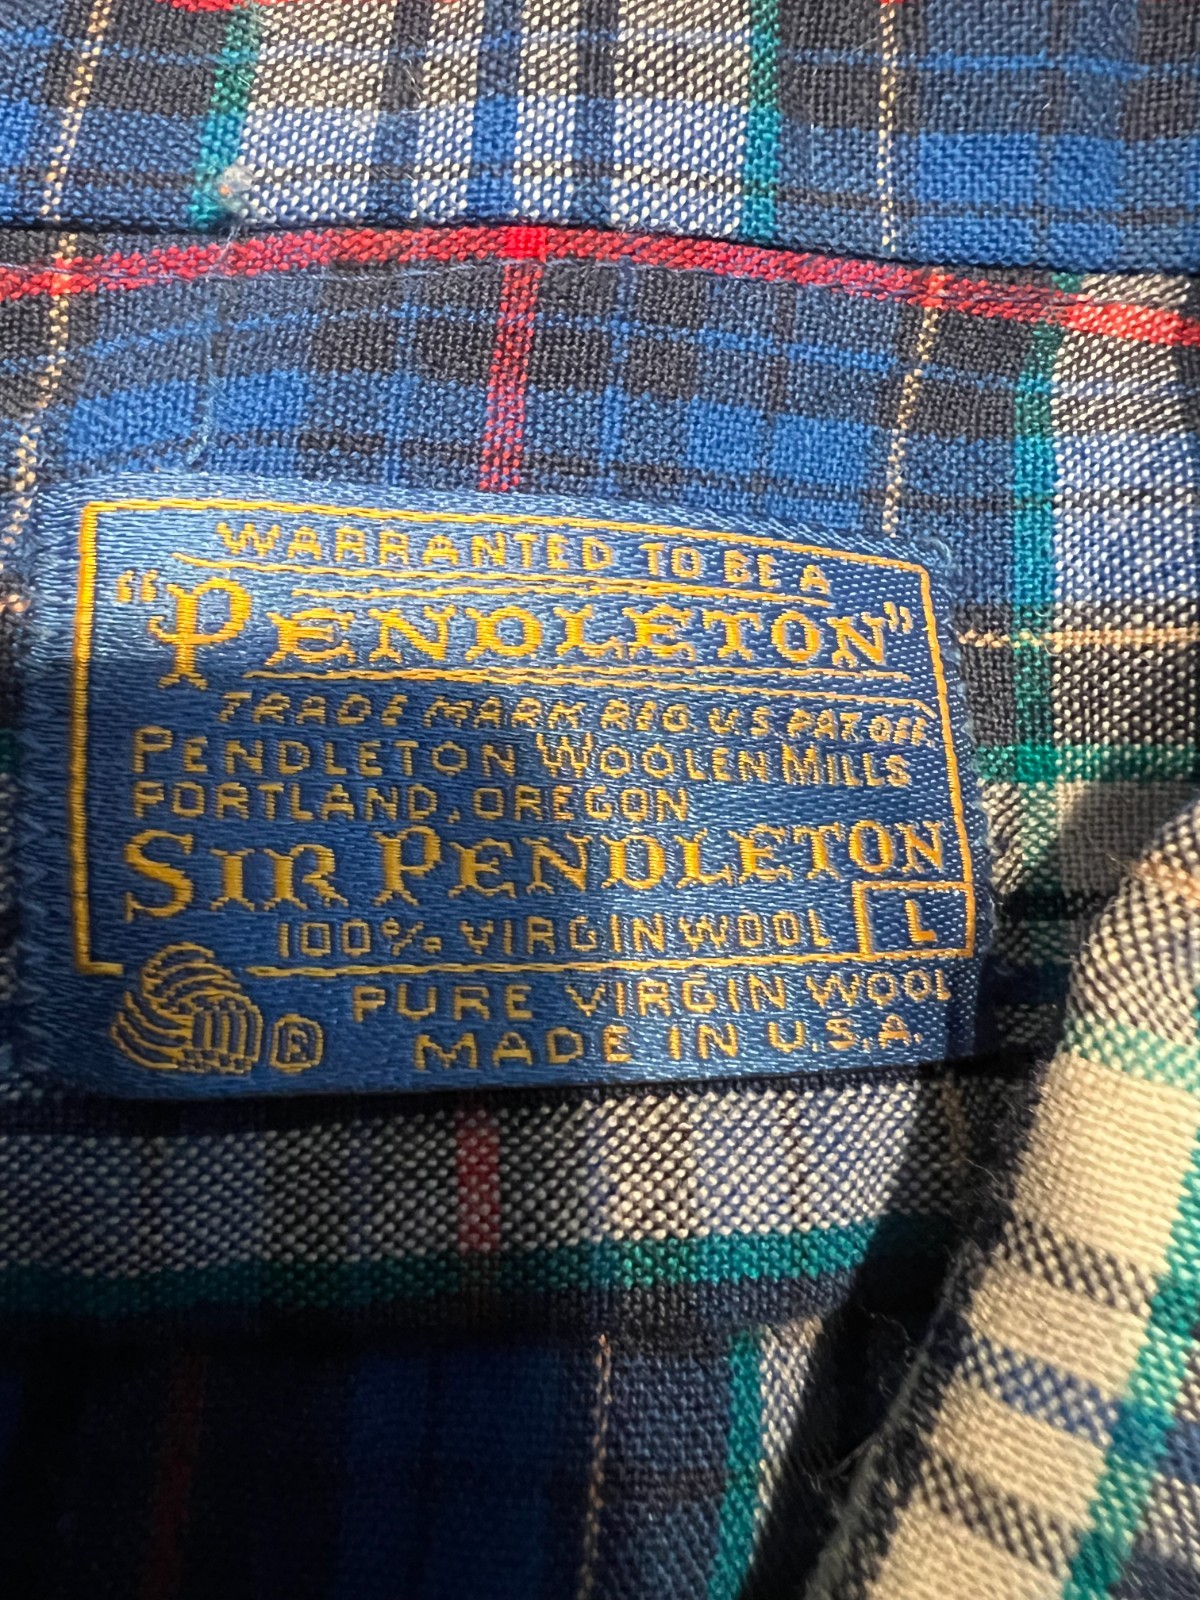 WARRANTED TO BE A
"PENDLETON"
TRADE MARK REG. U.S. PAT. OFF.
PENDLETON WOOLEN MILLS
PORTLAND, OREGON
SIR PENDLETON
100% VIRGIN WOOL L
PURE VIRGIN WOOL
® MADE IN U.S.A.